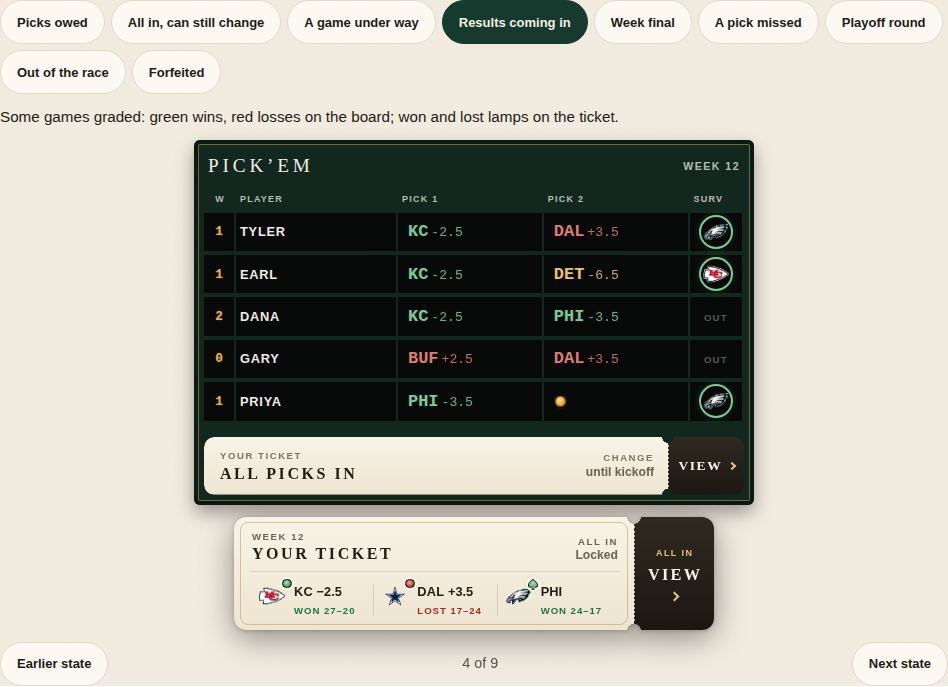 Picks owed
All in, can still change
A game under way
Results coming in
Week final
A pick missed
Playoff round
Out of the race
Forfeited
Some games graded: green wins, red losses on the board; won and lost lamps on the ticket.
PICK’EM
WEEK 12
W PLAYER PICK 1 PICK 2 SURV
1 TYLER KC -2.5 DAL +3.5
1 EARL KC -2.5 DET -6.5
2 DANA KC -2.5 PHI -3.5 OUT
0 GARY BUF +2.5 DAL +3.5 OUT
1 PRIYA PHI -3.5
YOUR TICKET
ALL PICKS IN
CHANGE
until kickoff
VIEW
WEEK 12
YOUR TICKET
ALL IN
Locked
KC −2.5
WON 27–20
DAL +3.5
LOST 17–24
PHI
WON 24–17
ALL IN
VIEW
Earlier state
4 of 9
Next state